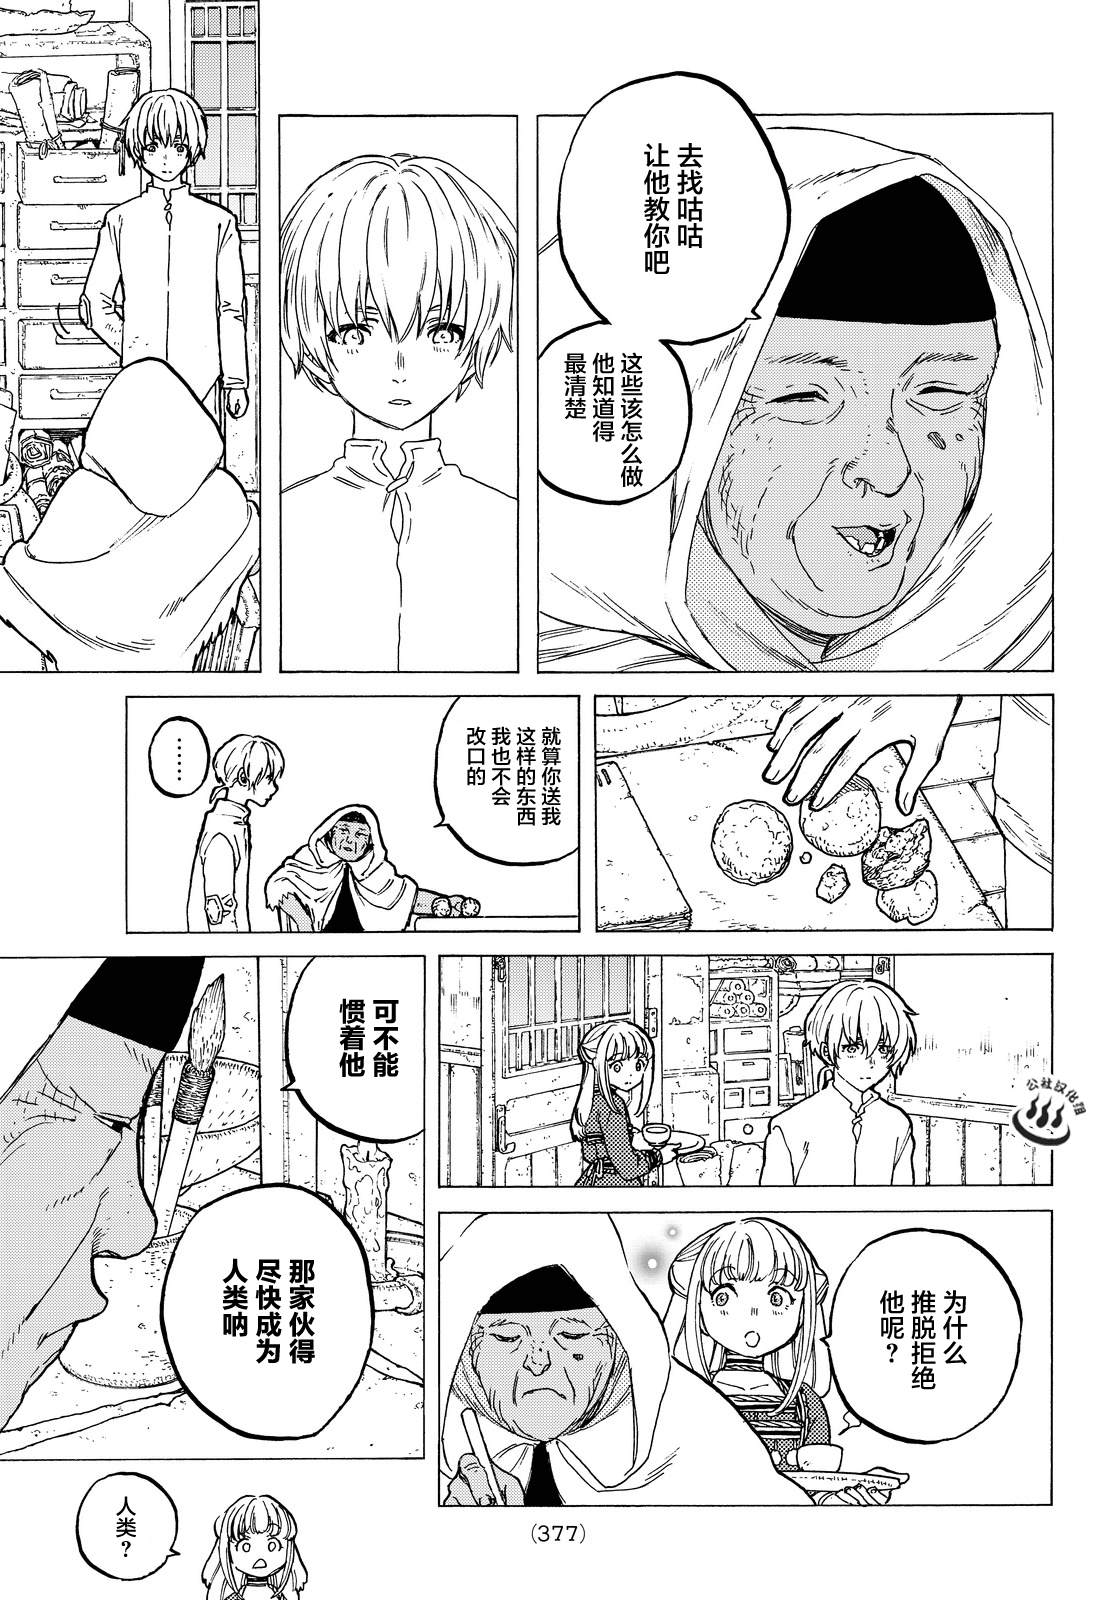 去找咕咕
让他教你吧
这些该怎么做
他知道得
最清楚
就算你送我
这样的东西
我也不会
改口的
……
为什么
推脱拒绝
他呢？
可不能
惯着他
那家伙得
尽快成为
人类呐
人类？
公社汉化组
(377)